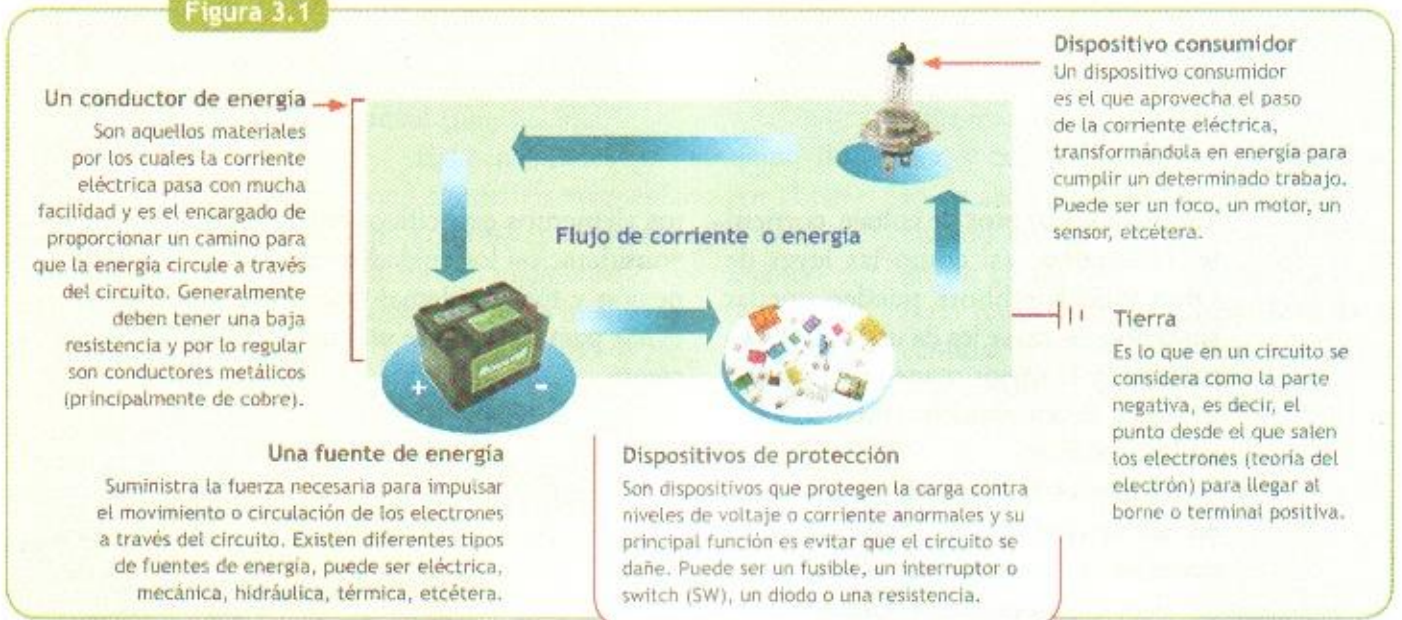 Figura 3.1
Un conductor de energía
Son aquellos materiales
por los cuales la corriente
eléctrica pasa con mucha
facilidad y es el encargado de
proporcionar un camino para
que la energía circule a través
del circuito. Generalmente
deben tener una baja
resistencia y por lo regular
son conductores metálicos
(principalmente de cobre).
Flujo de corriente o energía
+ -
Dispositivo consumidor
Un dispositivo consumidor
es el que aprovecha el paso
de la corriente eléctrica,
transformándola en energía para
cumplir un determinado trabajo.
Puede ser un foco, un motor, un
sensor, etcétera.
Tierra
Es lo que en un circuito se
considera como la parte
negativa, es decir, el
punto desde el que salen
los electrones (teoría del
electrón) para llegar al
borne o terminal positiva.
Una fuente de energía
Suministra la fuerza necesaria para impulsar
el movimiento o circulación de los electrones
a través del circuito. Existen diferentes tipos
de fuentes de energía, puede ser eléctrica,
mecánica, hidráulica, térmica, etcétera.
Dispositivos de protección
Son dispositivos que protegen la carga contra
niveles de voltaje o corriente anormales y su
principal función es evitar que el circuito se
dañe. Puede ser un fusible, un interruptor o
switch (SW), un diodo o una resistencia.